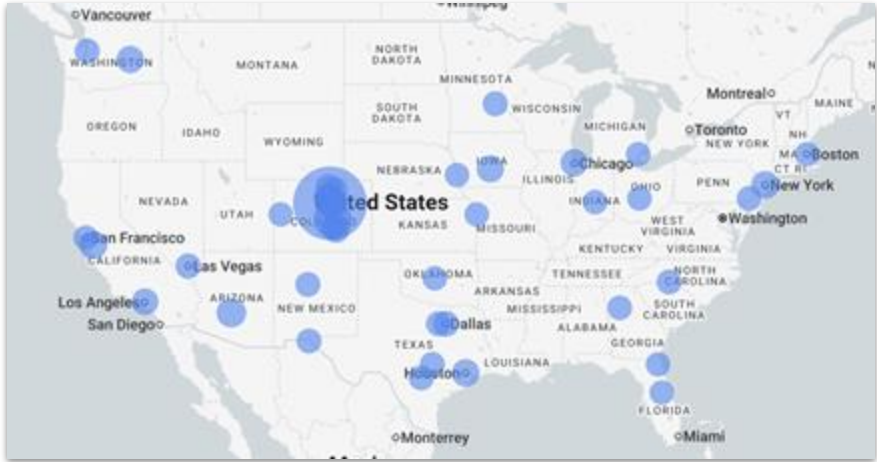 Vancouver
WASHINGTON
MONTANA
NORTH
DAKOTA
MINNESOTA
Montreal
MAINE
OREGON
IDAHO
SOUTH
DAKOTA
WISCONSIN
MICHIGAN
Toronto
VT
NH
NEW YORK
WYOMING
MA
Boston
CT RI
NEBRASKA
IOWA
Chicago
ILLINOIS
INDIANA
OHIO
PENN
New York
NEVADA
UTAH
ted States
KANSAS
MISSOURI
WEST
VIRGINIA
Washington
San Francisco
CALIFORNIA
KENTUCKY
VIRGINIA
Las Vegas
OKLAHOMA
TENNESSEE
NORTH
CAROLINA
Los Angeles
ARIZONA
NEW MEXICO
ARKANSAS
MISSISSIPPI
SOUTH
CAROLINA
San Diego
Dallas
ALABAMA
TEXAS
GEORGIA
LOUISIANA
Houston
FLORIDA
Monterrey
Miami